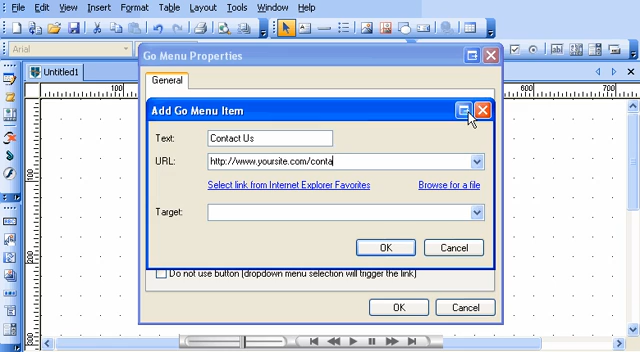 File Edit View Insert Format Table Layout Tools Window Help
Arial
Untitled1
Go Menu Properties
General
100
600
700
Add Go Menu Item
Text: Contact Us
URL: http://www.yoursite.com/conta
Select link from Internet Explorer Favorites Browse for a file
Target:
OK Cancel
Do not use button (dropdown menu selection will trigger the link)
OK Cancel
100
200
300